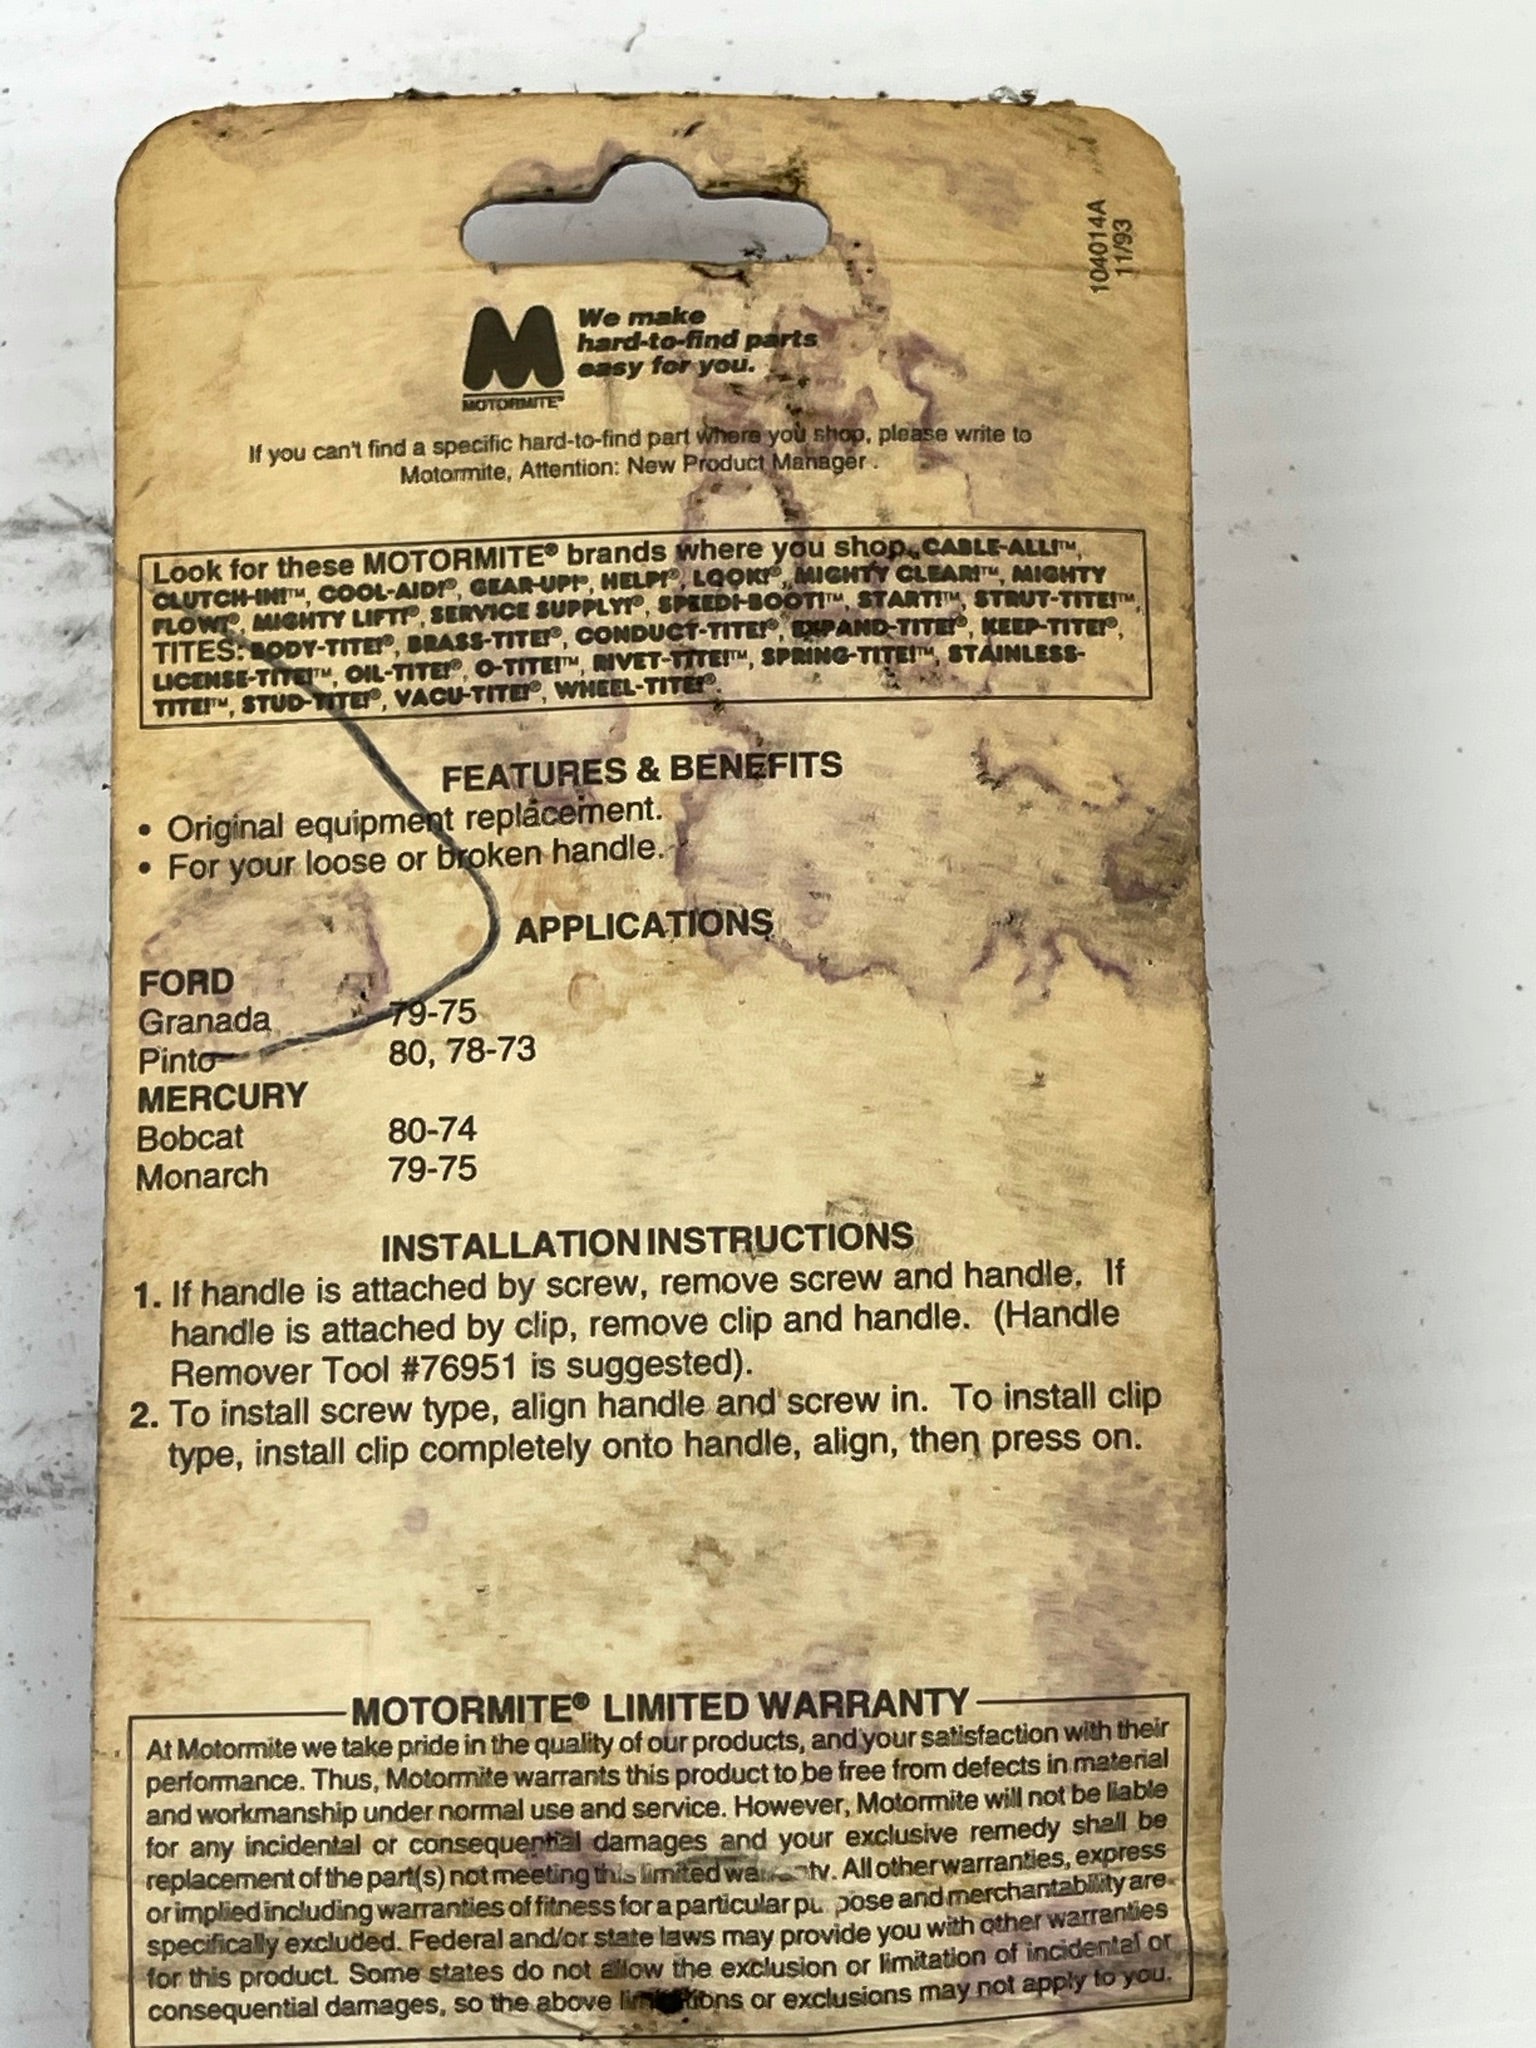 104014A
11/93
M
We make
hard-to-find parts
easy for you.
MOTORMITE®
If you can't find a specific hard-to-find part where you shop, please write to
Motormite, Attention: New Product Manager .
Look for these MOTORMITE® brands where you shop. CABLE-ALL!™,
CLUTCH-IN!™, COOL-AID!®, GEAR-UP!®, HELP!®, LOOK!®, MIGHTY CLEAR!™, MIGHTY
FLOW!®, MIGHTY LIFT!®, SERVICE SUPPLY!®, SPEEDI-BOOT!™, START!™, STRUT-TITE!™,
TITES: BODY-TITE!®, BRASS-TITE!®, CONDUCT-TITE!®, EXPAND-TITE!®, KEEP-TITE!®,
LICENSE-TITE!™, OIL-TITE!®, O-TITE!™, RIVET-TITE!™, SPRING-TITE!™, STAINLESS-
TITE!™, STUD-TITE!®, VACU-TITE!®, WHEEL-TITE!®.
FEATURES & BENEFITS
• Original equipment replacement.
• For your loose or broken handle.
APPLICATIONS
FORD
Granada 79-75
Pinto 80, 78-73
MERCURY
Bobcat 80-74
Monarch 79-75
INSTALLATION INSTRUCTIONS
1. If handle is attached by screw, remove screw and handle. If
handle is attached by clip, remove clip and handle. (Handle
Remover Tool #76951 is suggested).
2. To install screw type, align handle and screw in. To install clip
type, install clip completely onto handle, align, then press on.
MOTORMITE® LIMITED WARRANTY
At Motormite we take pride in the quality of our products, and your satisfaction with their
performance. Thus, Motormite warrants this product to be free from defects in material
and workmanship under normal use and service. However, Motormite will not be liable
for any incidental or consequential damages and your exclusive remedy shall be
replacement of the part(s) not meeting this limited warranty. All other warranties, express
or implied including warranties of fitness for a particular purpose and merchantability are
specifically excluded. Federal and/or state laws may provide you with other warranties
for this product. Some states do not allow the exclusion or limitation of incidental or
consequential damages, so the above limitations or exclusions may not apply to you.